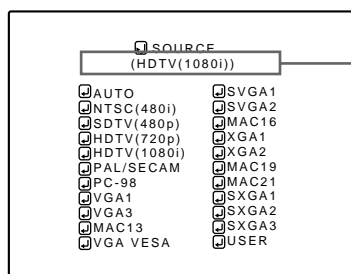 SOURCE
(HDTV(1080i))
AUTO
NTSC(480i)
SDTV(480p)
HDTV(720p)
HDTV(1080i)
PAL/SECAM
PC-98
VGA1
VGA3
MAC13
VGA VESA
SVGA1
SVGA2
MAC16
XGA1
XGA2
MAC19
MAC21
SXGA1
SXGA2
SXGA3
USER